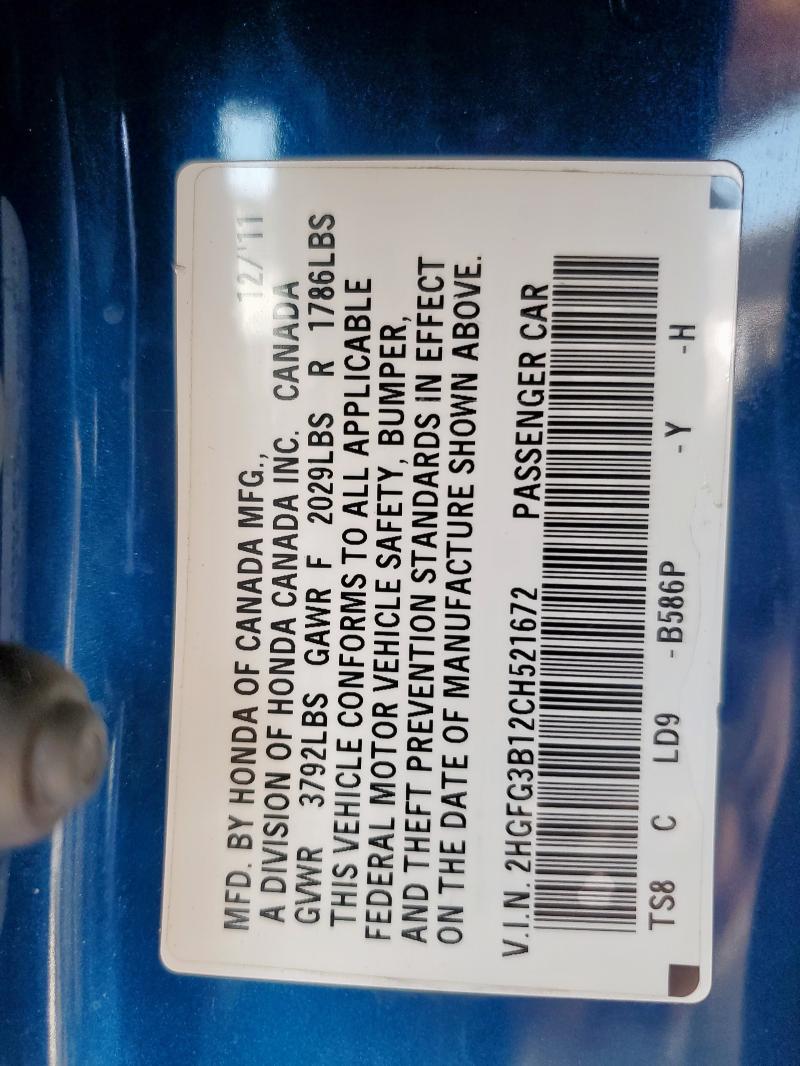 MFD. BY HONDA OF CANADA MFG.,
A DIVISION OF HONDA CANADA INC. CANADA 12/'11
GVWR 3792LBS GAWR F 2029LBS R 1786LBS
THIS VEHICLE CONFORMS TO ALL APPLICABLE
FEDERAL MOTOR VEHICLE SAFETY, BUMPER,
AND THEFT PREVENTION STANDARDS IN EFFECT
ON THE DATE OF MANUFACTURE SHOWN ABOVE.
V.I.N. 2HGFG3B12CH521672 PASSENGER CAR
TS8 C LD9 -B586P -Y -H